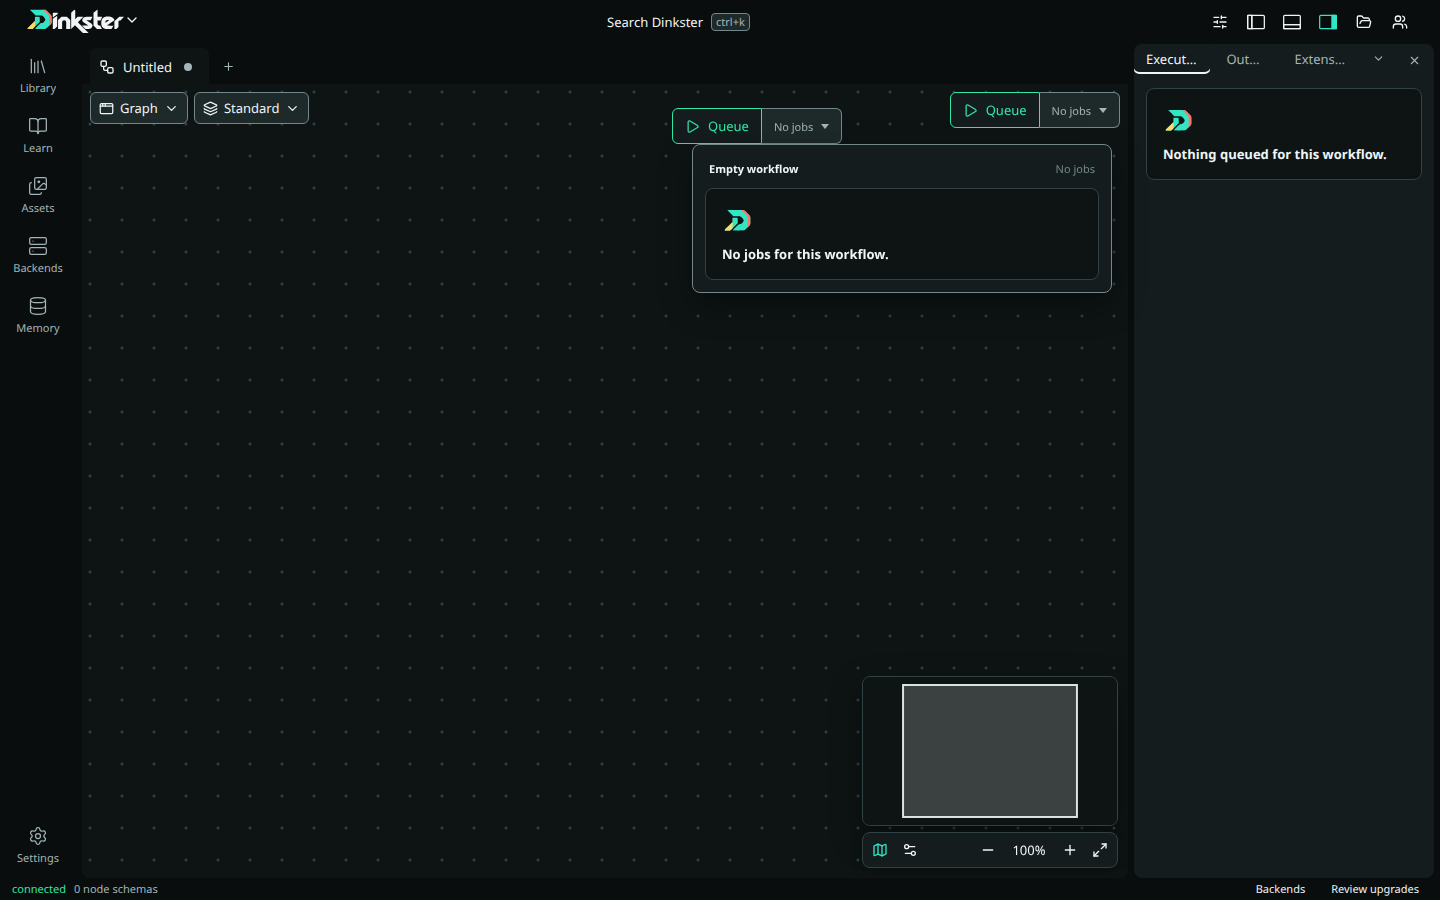 Dinkster
Search Dinkster ctrl+k
Library
Learn
Assets
Backends
Memory
Settings
Untitled
Graph
Standard
Queue
No jobs
Queue
No jobs
Empty workflow
No jobs
No jobs for this workflow.
Execut...
Out...
Extens...
Nothing queued for this workflow.
100%
connected
0 node schemas
Backends
Review upgrades